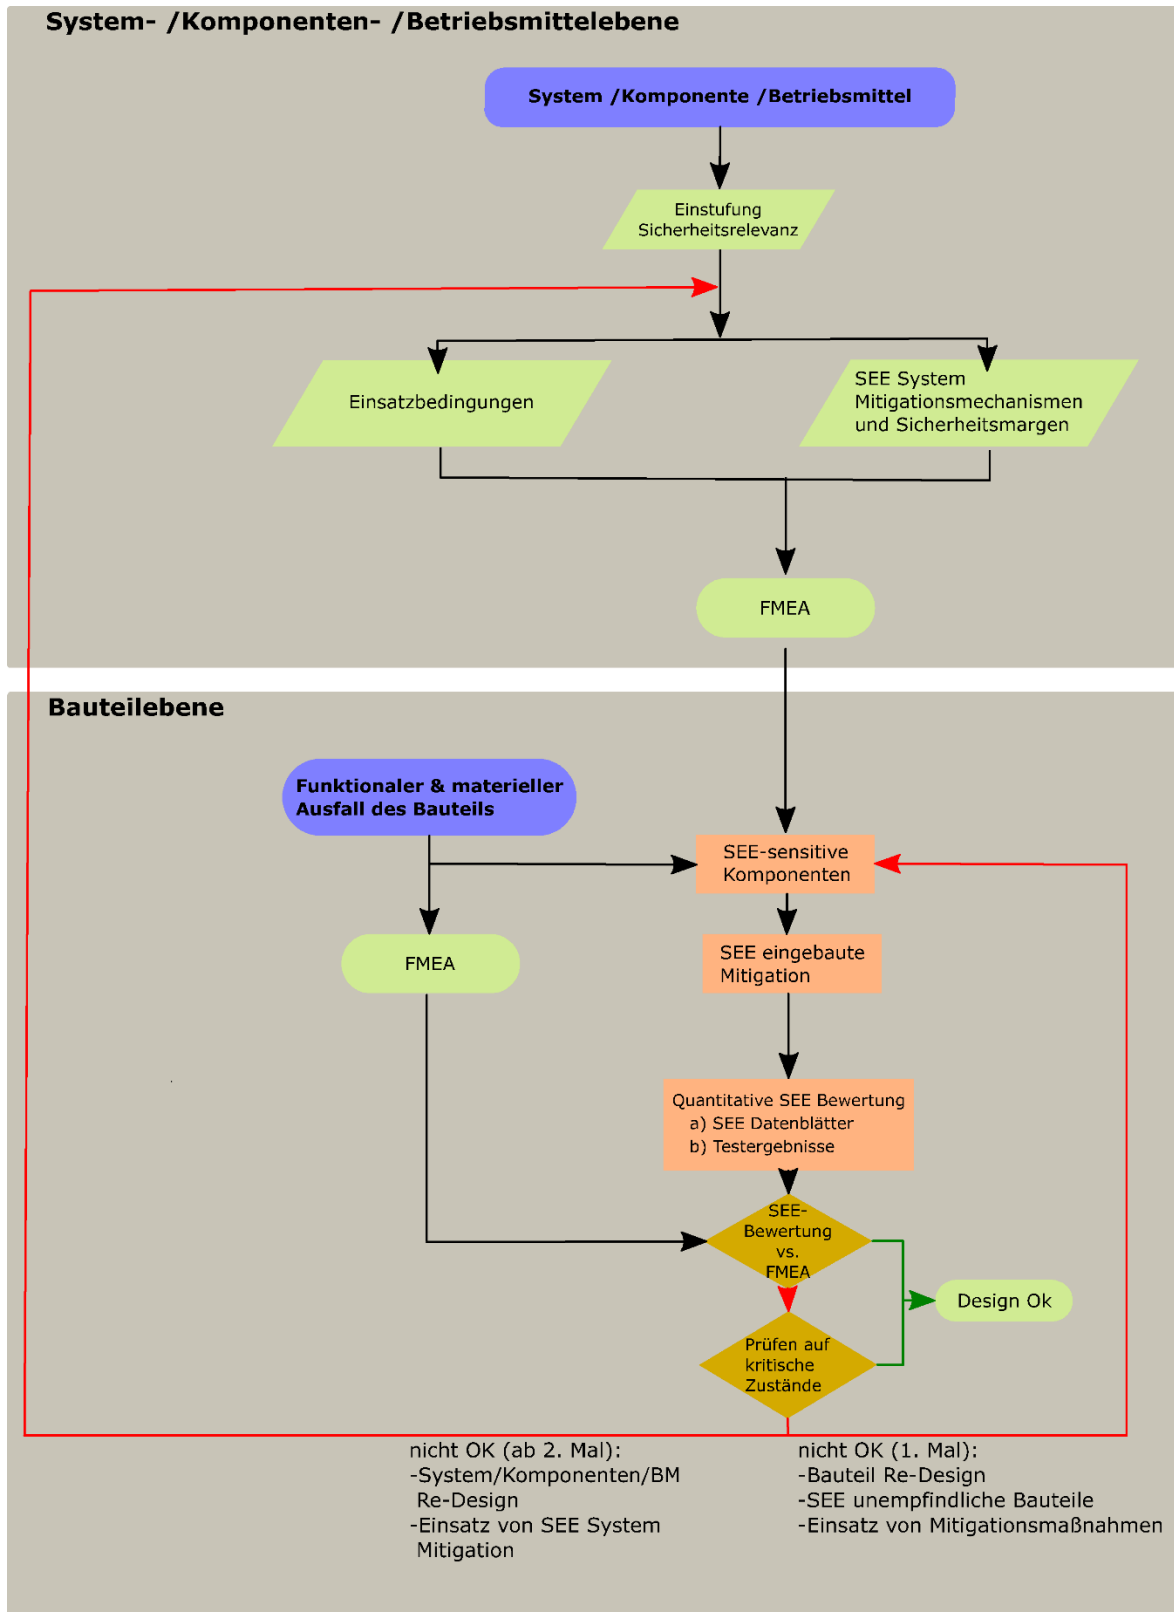 System- /Komponenten- /Betriebsmittelebene
System /Komponente /Betriebsmittel
Einstufung
Sicherheitsrelevanz
Einsatzbedingungen
SEE System
Mitigationsmechanismen
und Sicherheitsmargen
FMEA
Bauteilebene
Funktionaler & materieller
Ausfall des Bauteils
SEE-sensitive
Komponenten
FMEA
SEE eingebaute
Mitigation
Quantitative SEE Bewertung
a) SEE Datenblätter
b) Testergebnisse
SEE-
Bewertung
vs.
FMEA
Design Ok
Prüfen auf
kritische
Zustände
nicht OK (ab 2. Mal):
-System/Komponenten/BM
Re-Design
-Einsatz von SEE System
Mitigation
nicht OK (1. Mal):
-Bauteil Re-Design
-SEE unempfindliche Bauteile
-Einsatz von Mitigationsmaßnahmen